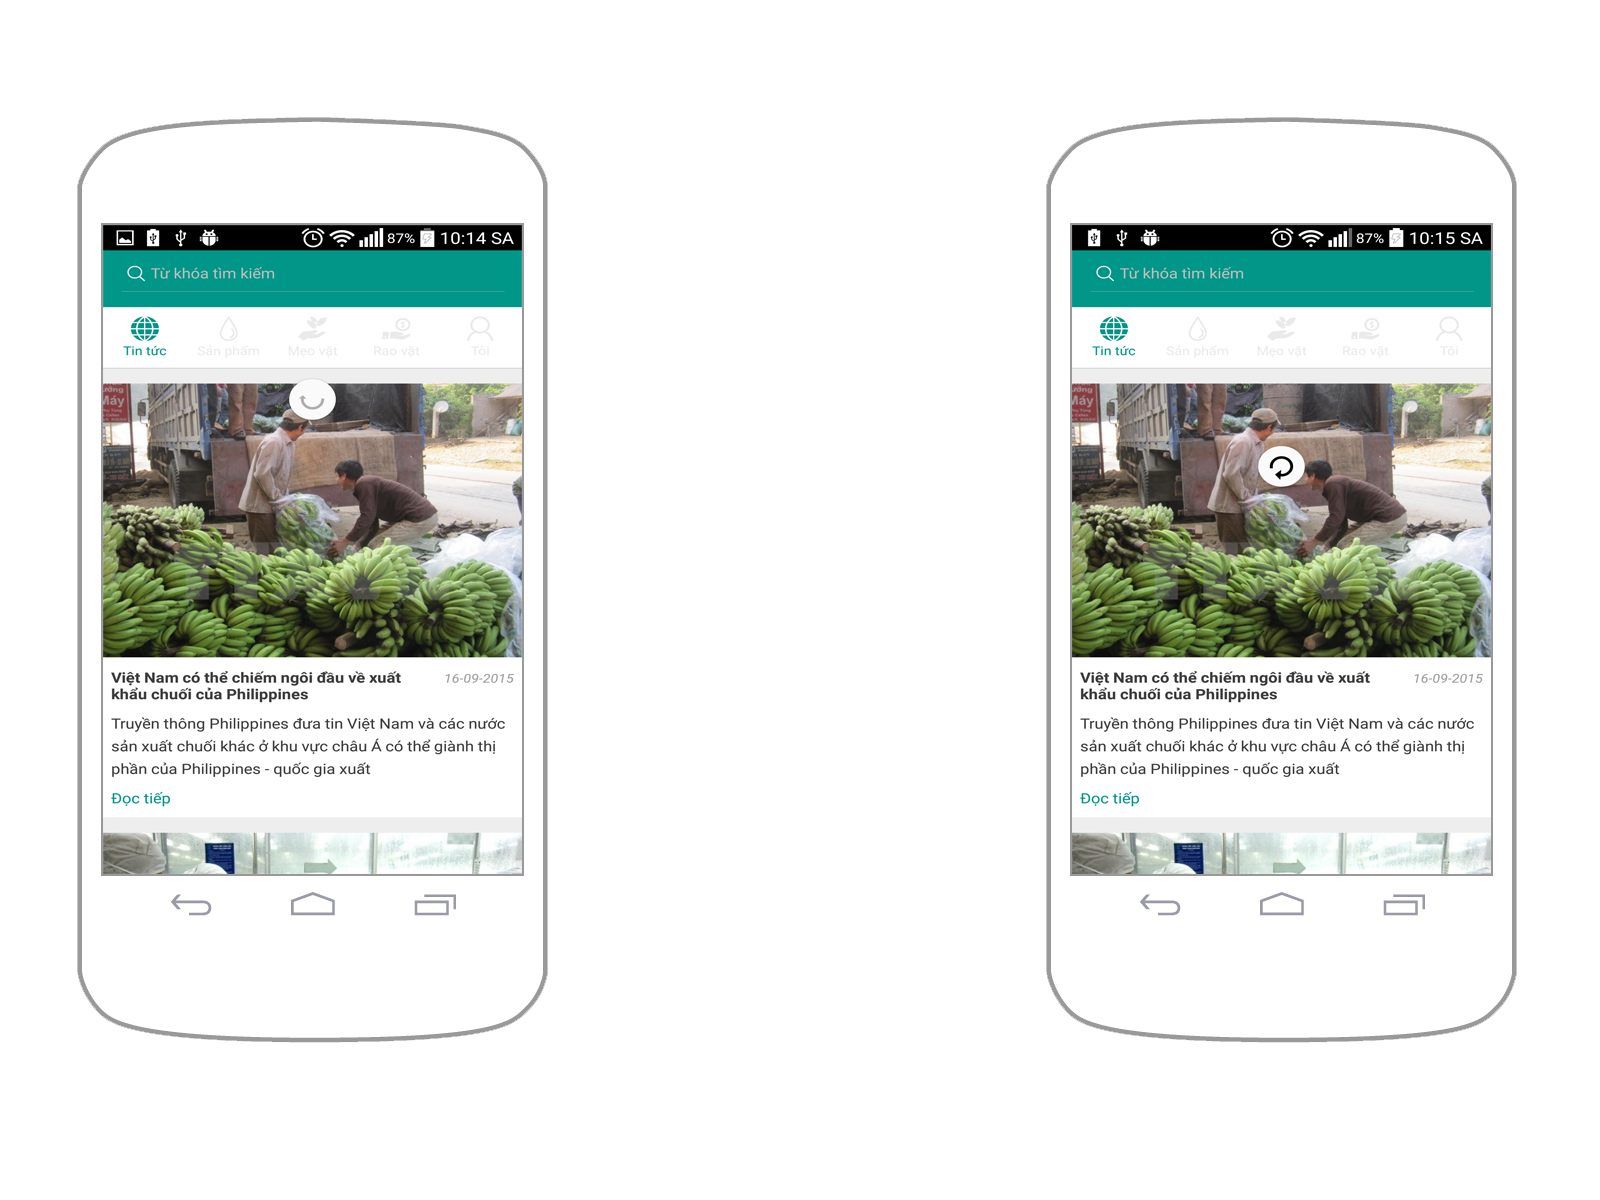 87% 10:14 SA
Từ khóa tìm kiếm
Tin tức Sản phẩm Mẹo vặt Rao vặt Tôi
Máy
Việt Nam có thể chiếm ngôi đầu về xuất
khẩu chuối của Philippines
16-09-2015
Truyền thông Philippines đưa tin Việt Nam và các nước
sản xuất chuối khác ở khu vực châu Á có thể giành thị
phần của Philippines - quốc gia xuất
Đọc tiếp
87% 10:15 SA
Từ khóa tìm kiếm
Tin tức Sản phẩm Mẹo vặt Rao vặt Tôi
Máy
Việt Nam có thể chiếm ngôi đầu về xuất
khẩu chuối của Philippines
16-09-2015
Truyền thông Philippines đưa tin Việt Nam và các nước
sản xuất chuối khác ở khu vực châu Á có thể giành thị
phần của Philippines - quốc gia xuất
Đọc tiếp